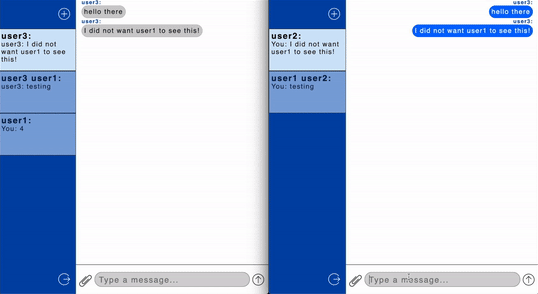 user3:
user3: I did not
want user1 to see
this!
user3 user1:
user3: testing
user1:
You: 4
user3:
hello there
user3:
I did not want user1 to see this!
Type a message...
user2:
You: I did not
want user1 to see
this!
user1 user2:
You: testing
user3:
hello there
user3:
I did not want user1 to see this!
Type a message...